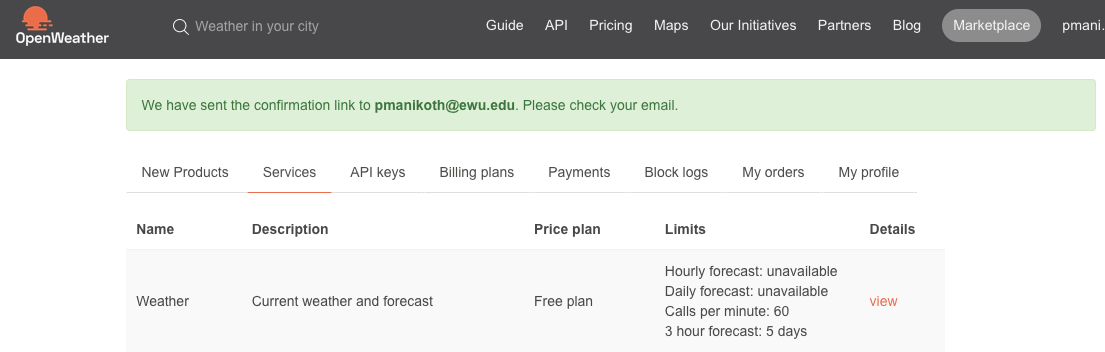 OpenWeather
Weather in your city
Guide API Pricing Maps Our Initiatives Partners Blog Marketplace pmani.
We have sent the confirmation link to pmanikoth@ewu.edu. Please check your email.
New Products Services API keys Billing plans Payments Block logs My orders My profile
Name Description Price plan Limits Details
Weather Current weather and forecast Free plan
Hourly forecast: unavailable
Daily forecast: unavailable
Calls per minute: 60
3 hour forecast: 5 days
view